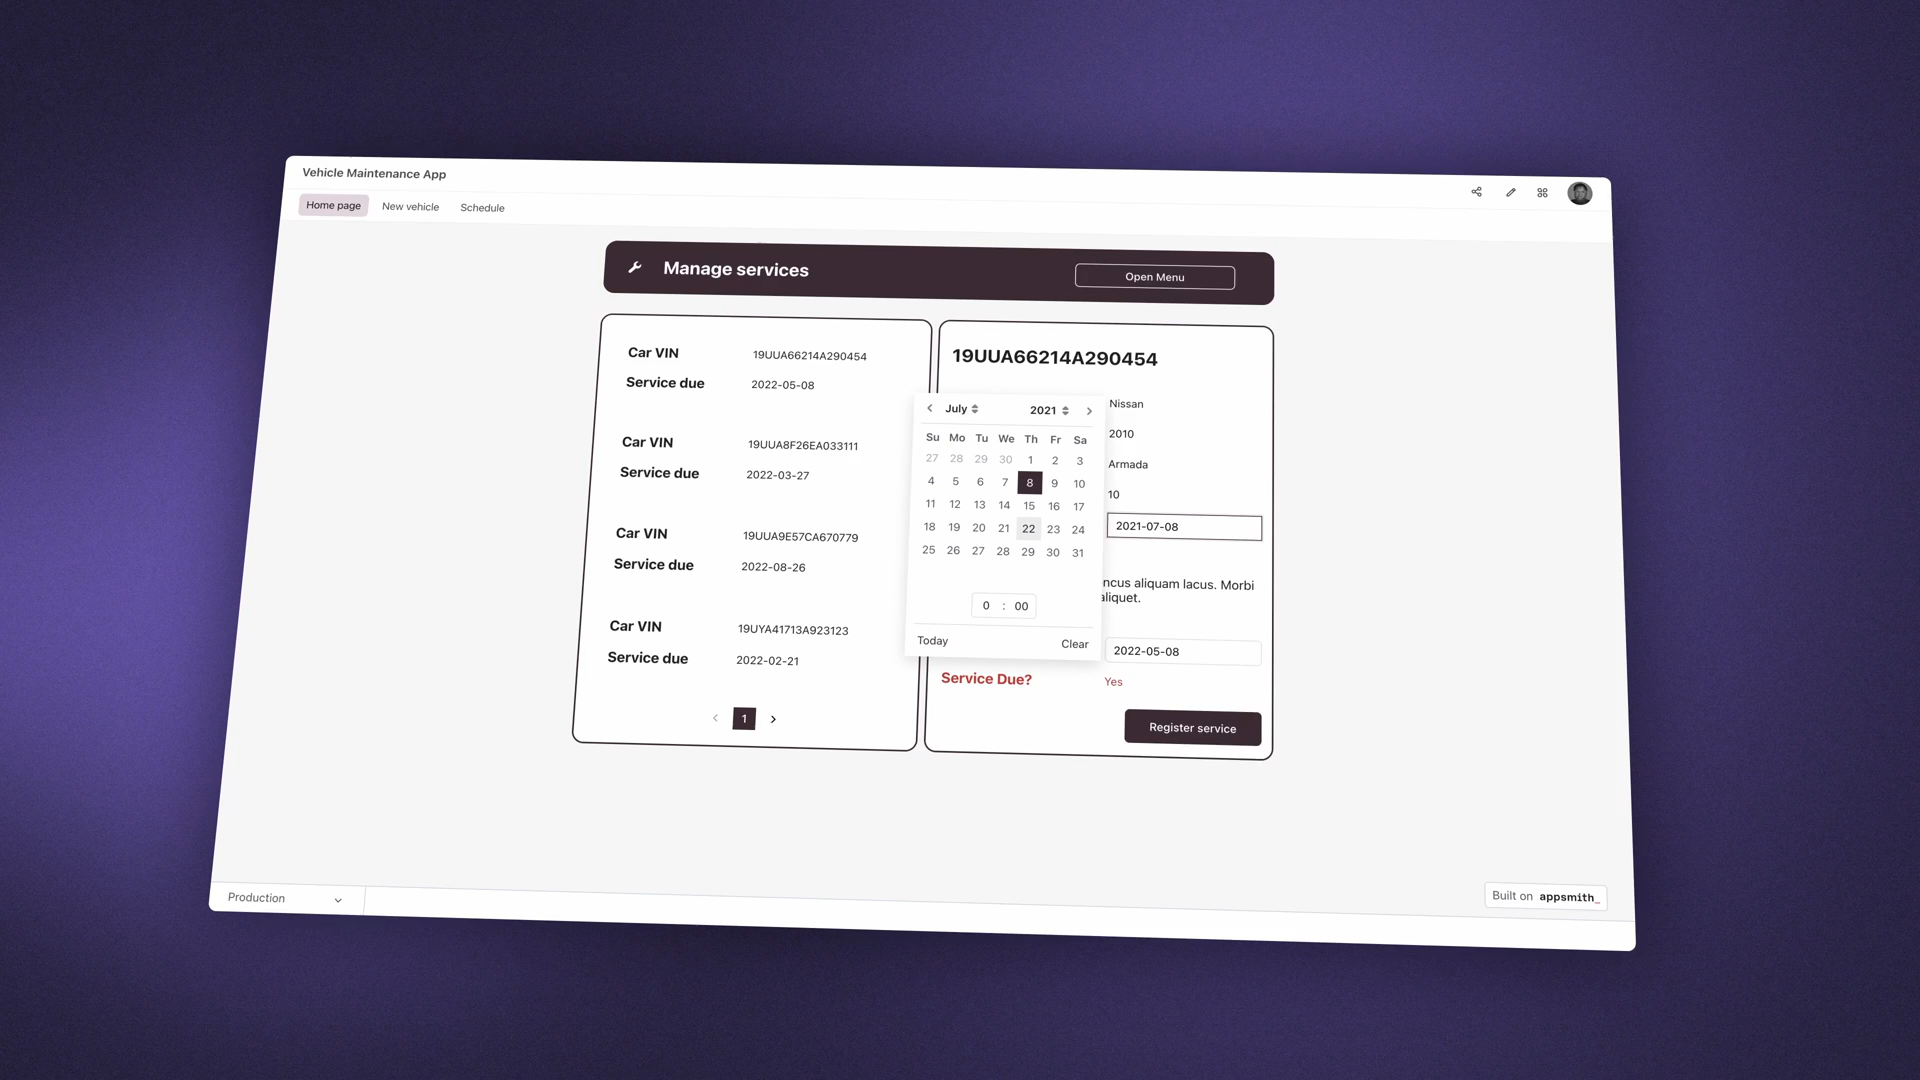 Vehicle Maintenance App
Home page New vehicle Schedule
Manage services
Open Menu
Car VIN 19UUA66214A290454
Service due 2022-05-08
Car VIN 19UUA8F26EA033111
Service due 2022-03-27
Car VIN 19UUA9E57CA670779
Service due 2022-08-26
Car VIN 19UYA41713A923123
Service due 2022-02-21
1
19UUA66214A290454
Nissan
2010
Armada
10
2021-07-08
July 2021
Su Mo Tu We Th Fr Sa
27 28 29 30 1 2 3
4 5 6 7 8 9 10
11 12 13 14 15 16 17
18 19 20 21 22 23 24
25 26 27 28 29 30 31
0 : 00
Today Clear
ncus aliquam lacus. Morbi
aliquet.
2022-05-08
Service Due? Yes
Register service
Production
Built on appsmith_